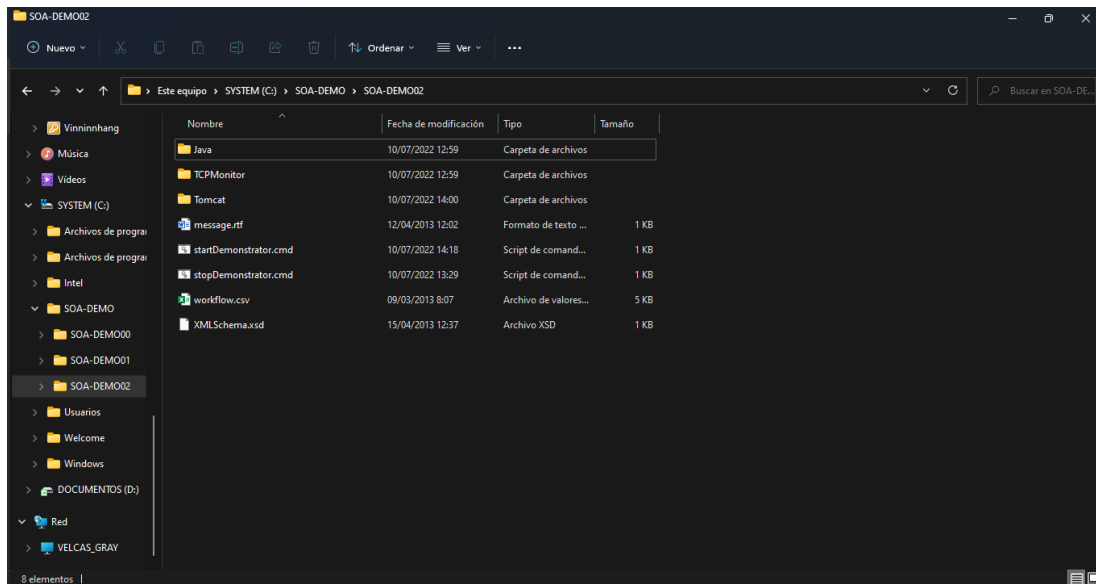 SOA-DEMO02
Nuevo
Ordenar
Ver
Este equipo > SYSTEM (C:) > SOA-DEMO > SOA-DEMO02
Buscar en SOA-DE...
Vinninnhang
Música
Vídeos
SYSTEM (C:)
Archivos de progra
Archivos de progra
Intel
SOA-DEMO
SOA-DEMO00
SOA-DEMO01
SOA-DEMO02
Usuarios
Welcome
Windows
DOCUMENTOS (D:)
Red
VELCAS_GRAY
Nombre Fecha de modificación Tipo Tamaño
Java 10/07/2022 12:59 Carpeta de archivos
TCPMonitor 10/07/2022 12:59 Carpeta de archivos
Tomcat 10/07/2022 14:00 Carpeta de archivos
message.rtf 12/04/2013 12:02 Formato de texto ... 1 KB
startDemonstrator.cmd 10/07/2022 14:18 Script de comand... 1 KB
stopDemonstrator.cmd 10/07/2022 13:29 Script de comand... 1 KB
workflow.csv 09/03/2013 8:07 Archivo de valores... 5 KB
XMLSchema.xsd 15/04/2013 12:37 Archivo XSD 1 KB
8 elementos